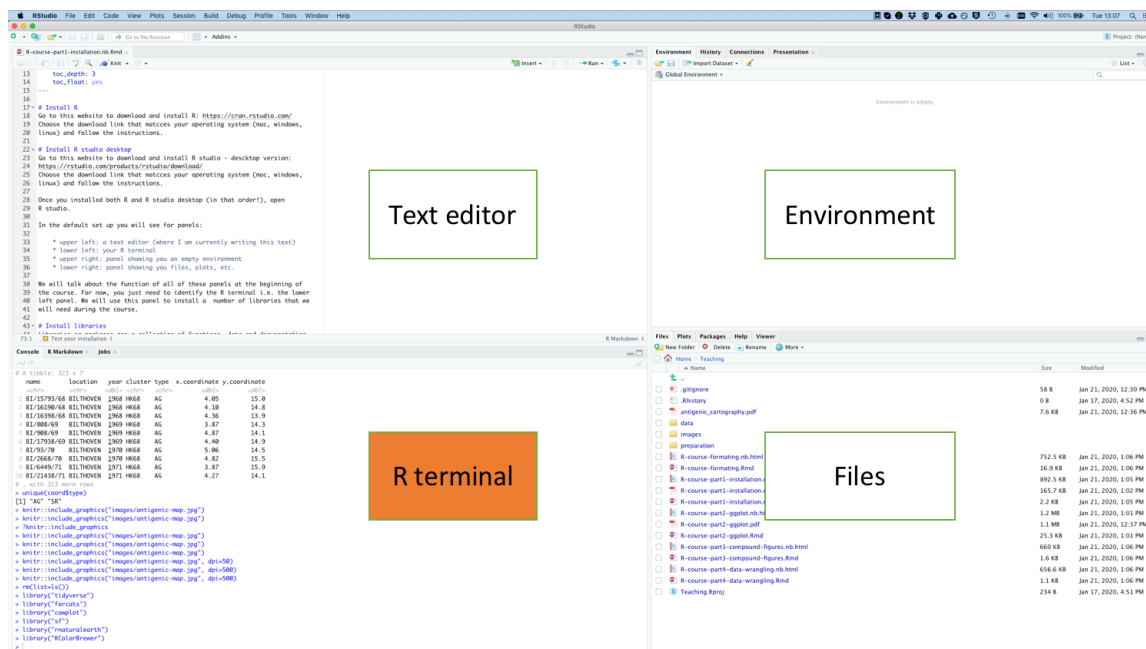 RStudio File Edit Code View Plots Session Build Debug Profile Tools Window Help
100% Tue 13:07
RStudio
Go to file/function Addins Project: (Non
R-course-part1-installation.nb.Rmd
Knit Insert Run
13 toc_depth: 3
14 toc_float: yes
15 ---
16
17 # Install R
18 Go to this website to download and install R: https://cran.rstudio.com/
19 Choose the download link that matcces your operating system (mac, windows,
20 linux) and follow the instructions.
21
22 # Install R studio desktop
23 Go to this website to download and install R studio - descktop version:
24 https://rstudio.com/products/rstudio/download/
25 Choose the download link that matcces your operating system (mac, windows,
26 linux) and follow the instructions.
27
28 Once you installed both R and R studio desktop (in that order!), open
29 R studio.
30
31 In the default set up you will see for panels:
32
33 * upper left: a text editor (where I am currently writing this text)
34 * lower left: your R terminal
35 * upper right: panel showing you an empty environment
36 * lower right: panel showing you files, plots, etc.
37
38 We will talk about the function of all of these panels at the beginning of
39 the course. For now, you just need to identify the R terminal i.e. the lower
40 left panel. We will use this panel to install a number of libraries that we
41 will need during the course.
42
43 # Install libraries
73:1 Test your installation R Markdown
Text editor
Environment History Connections Presentation
Import Dataset List
Global Environment
Environment is empty
Environment
Console R Markdown Jobs
~/
# A tibble: 323 x 7
name location year cluster type x.coordinate y.coordinate
<chr> <chr> <dbl> <chr> <chr> <dbl> <dbl>
1 BI/15793/68 BILTHOVEN 1968 HK68 AG 4.05 15.0
2 BI/16190/68 BILTHOVEN 1968 HK68 AG 4.10 14.8
3 BI/16398/68 BILTHOVEN 1968 HK68 AG 4.36 13.9
4 BI/808/69 BILTHOVEN 1969 HK68 AG 3.87 14.3
5 BI/908/69 BILTHOVEN 1969 HK68 AG 4.87 14.1
6 BI/17938/69 BILTHOVEN 1969 HK68 AG 4.40 14.9
7 BI/93/70 BILTHOVEN 1970 HK68 AG 5.06 14.5
8 BI/2668/70 BILTHOVEN 1970 HK68 AG 4.82 15.5
9 BI/6449/71 BILTHOVEN 1971 HK68 AG 3.87 15.9
10 BI/21438/71 BILTHOVEN 1971 HK68 AG 4.27 14.1
# … with 313 more rows
> unique(coord$type)
[1] "AG" "SR"
> knitr::include_graphics("images/antigenic-map.jpg")
> knitr::include_graphics("images/antigenic-map.jpg")
> ?knitr::include_graphics
> knitr::include_graphics("images/antigenic-map.jpg")
> knitr::include_graphics("images/antigenic-map.jpg")
> knitr::include_graphics("images/antigenic-map.jpg", dpi=50)
> knitr::include_graphics("images/antigenic-map.jpg", dpi=500)
> knitr::include_graphics("images/antigenic-map.jpg", dpi=500)
> rm(list=ls())
> library("tidyverse")
> library("forcats")
> library("cowplot")
> library("sf")
> library("rnaturalearth")
> library("RColorBrewer")
>
R terminal
Files Plots Packages Help Viewer
New Folder Delete Rename More
Home Teaching
Name Size Modified
..
.gitignore 58 B Jan 21, 2020, 12:30 PM
.Rhistory 0 B Jan 17, 2020, 4:52 PM
antigenic_cartography.pdf 7.6 KB Jan 21, 2020, 12:36 PM
data
images
preparation
R-course-formating.nb.html 752.5 KB Jan 21, 2020, 1:06 PM
R-course-formating.Rmd 16.9 KB Jan 21, 2020, 1:06 PM
R-course-part1-installation. 892.5 KB Jan 21, 2020, 1:05 PM
R-course-part1-installation. 165.7 KB Jan 21, 2020, 1:02 PM
R-course-part1-installation. 2.2 KB Jan 21, 2020, 1:05 PM
R-course-part2-ggplot.nb.ht 1.2 MB Jan 21, 2020, 1:01 PM
R-course-part2-ggplot.pdf 1.1 MB Jan 21, 2020, 12:37 PM
R-course-part2-ggplot.Rmd 25.3 KB Jan 21, 2020, 1:01 PM
R-course-part3-compound-figures.nb.html 660 KB Jan 21, 2020, 1:06 PM
R-course-part3-compound-figures.Rmd 1.6 KB Jan 21, 2020, 1:06 PM
R-course-part4-data-wrangling.nb.html 656.6 KB Jan 21, 2020, 1:06 PM
R-course-part4-data-wrangling.Rmd 1.1 KB Jan 21, 2020, 1:06 PM
Teaching.Rproj 234 B Jan 17, 2020, 4:51 PM
Files